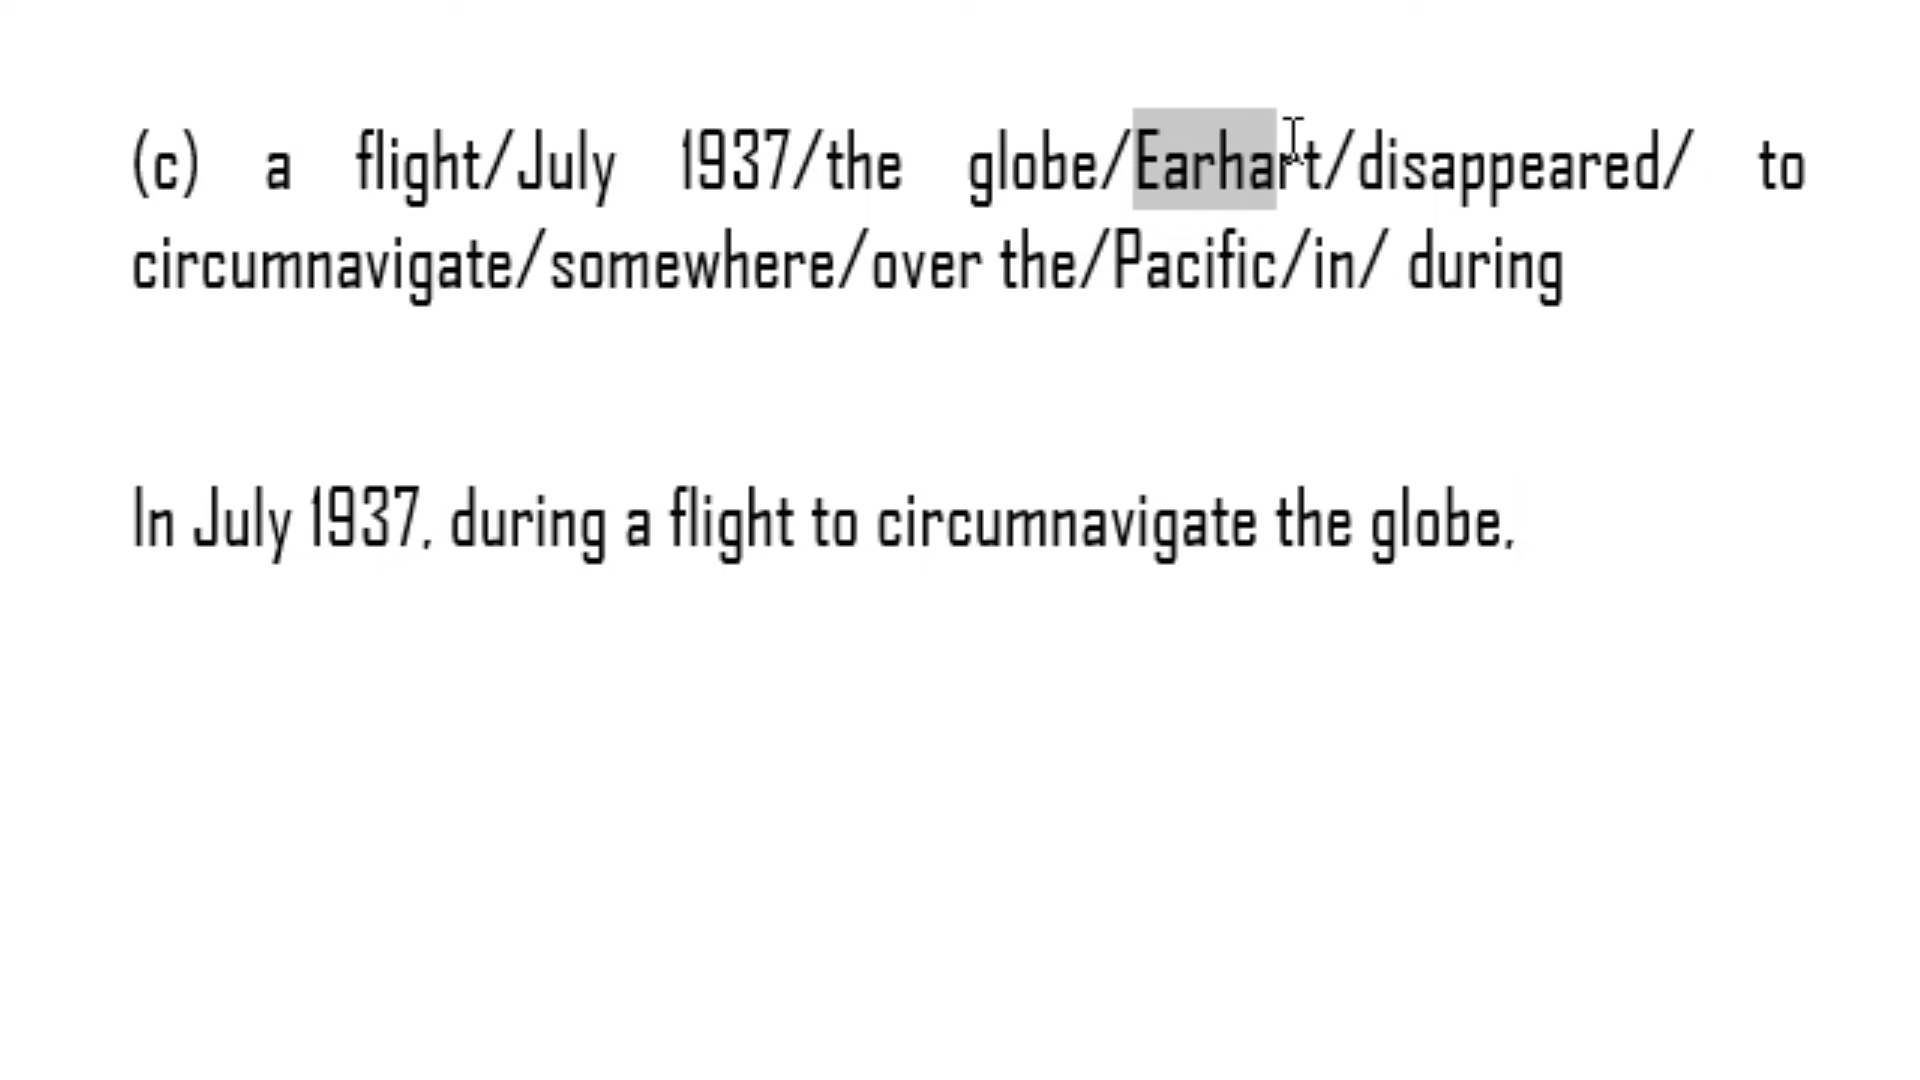 (c) a flight/July 1937/the globe/Earhart/disappeared/ to
circumnavigate/somewhere/over the/Pacific/in/ during
In July 1937, during a flight to circumnavigate the globe,